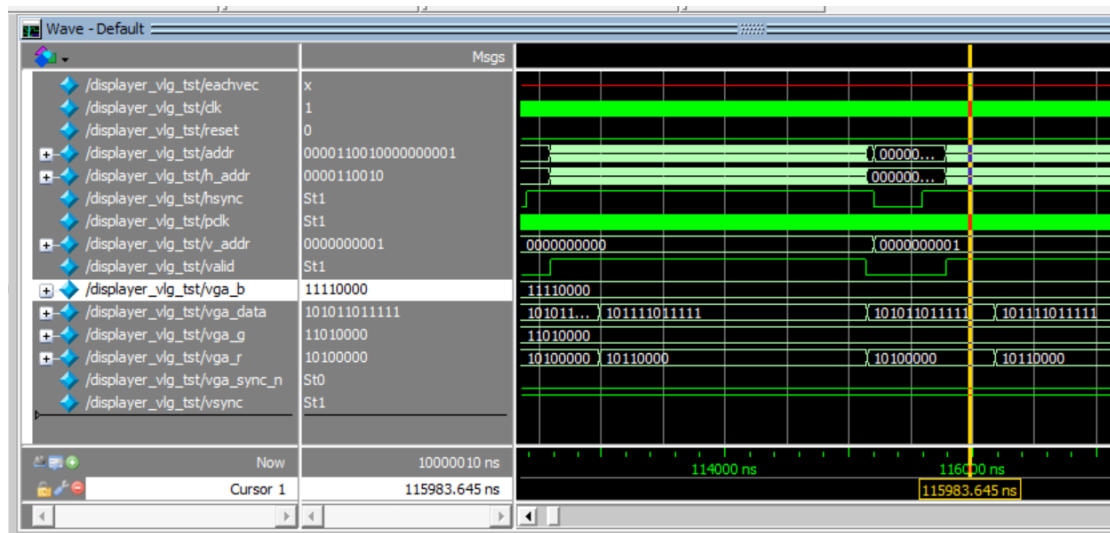 Wave - Default
Msgs
/displayer_vlg_tst/eachvec x
/displayer_vlg_tst/clk 1
/displayer_vlg_tst/reset 0
/displayer_vlg_tst/addr 0000110010000000001 00000...
/displayer_vlg_tst/h_addr 0000110010 000000...
/displayer_vlg_tst/hsync St1
/displayer_vlg_tst/pclk St1
/displayer_vlg_tst/v_addr 0000000001 0000000000 0000000001
/displayer_vlg_tst/valid St1
/displayer_vlg_tst/vga_b 11110000 11110000
/displayer_vlg_tst/vga_data 101011011111 101011... 101111011111 101011011111 101111011111
/displayer_vlg_tst/vga_g 11010000 11010000
/displayer_vlg_tst/vga_r 10100000 10100000 10110000 10100000 10110000
/displayer_vlg_tst/vga_sync_n St0
/displayer_vlg_tst/vsync St1
Now 10000010 ns 114000 ns 116000 ns
Cursor 1 115983.645 ns 115983.645 ns